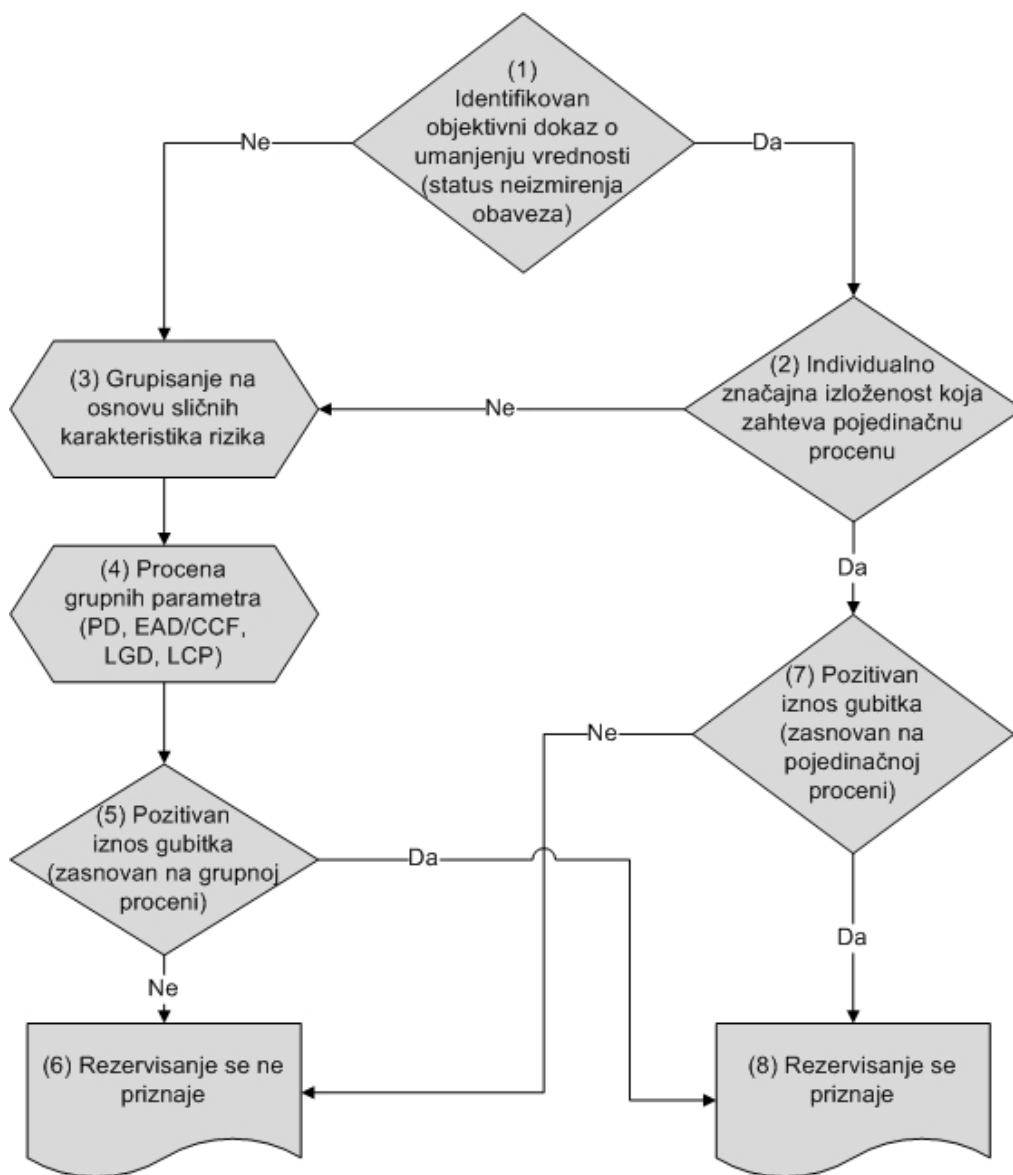 (1)
Identifikovan
objektivni dokaz o
umanjenju vrednosti
(status neizmirenja
obaveza)
Ne
Da
(2) Individualno
značajna izloženost koja
zahteva pojedinačnu
procenu
(3) Grupisanje na
osnovu sličnih
karakteristika rizika
Ne
(4) Procena
grupnih parametra
(PD, EAD/CCF,
LGD, LCP)
Da
(7) Pozitivan
iznos gubitka
(zasnovan na
pojedinačnoj
proceni)
Ne
(5) Pozitivan
iznos gubitka
(zasnovan na grupnoj
proceni)
Da
Da
Ne
(6) Rezervisanje se ne
priznaje
(8) Rezervisanje se
priznaje